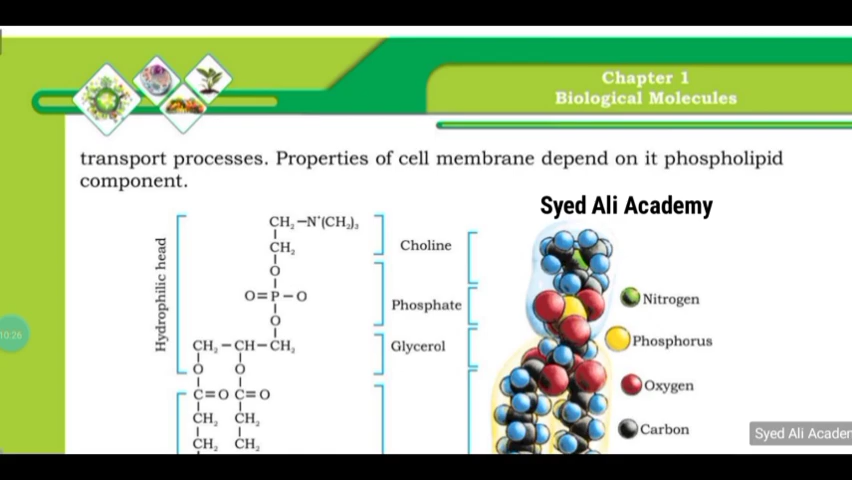 Chapter 1
Biological Molecules
transport processes. Properties of cell membrane depend on it phospholipid
component.
Syed Ali Academy
Hydrophilic head
CH₂–N⁺(CH₃)₃
CH₂
O
O=P–O
O
CH₂–CH–CH₂
O O
C=O C=O
CH₂ CH₂
CH₂ CH₂
Choline
Phosphate
Glycerol
Nitrogen
Phosphorus
Oxygen
Carbon
10:26
Syed Ali Academ